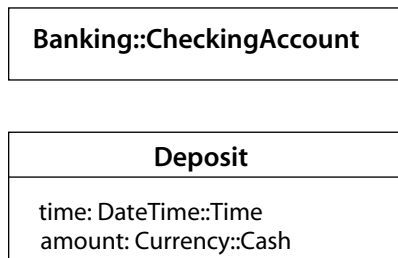 Banking::CheckingAccount
Deposit
time: DateTime::Time
amount: Currency::Cash